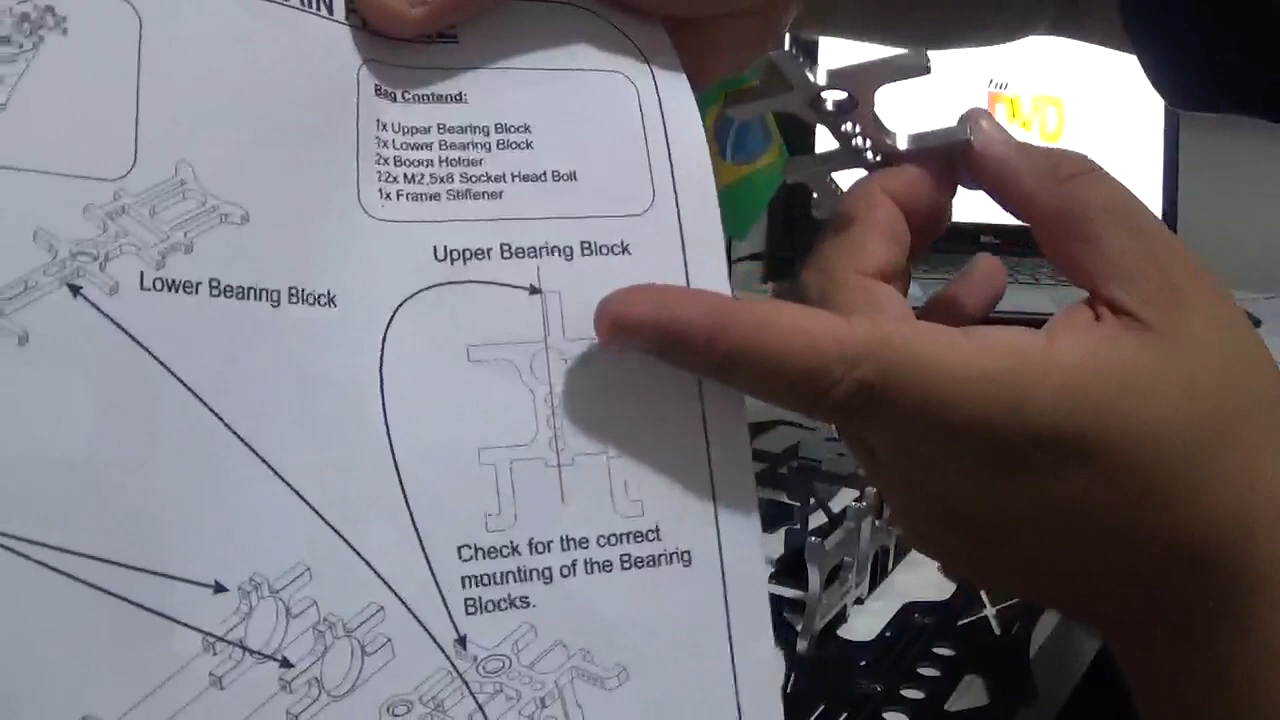 AIN
Bag Contend:
1x Uppar Bearing Block
Lower Bearing Block
2x Boom Holder
12x M2,5x8 Socket Head Bolt
1x Frame Stiffener
Upper Bearing Block
Lower Bearing Block
Check for the correct
mounting of the Bearing
Blocks.
DVD